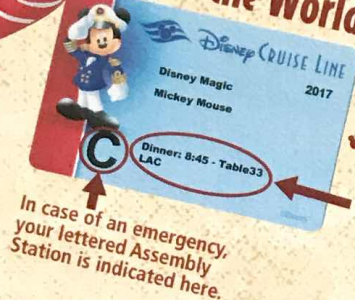 the World
Disney CRUISE LINE
Disney Magic 2017
Mickey Mouse
C
Dinner: 8:45 - Table33
LAC
In case of an emergency,
your lettered Assembly
Station is indicated here.